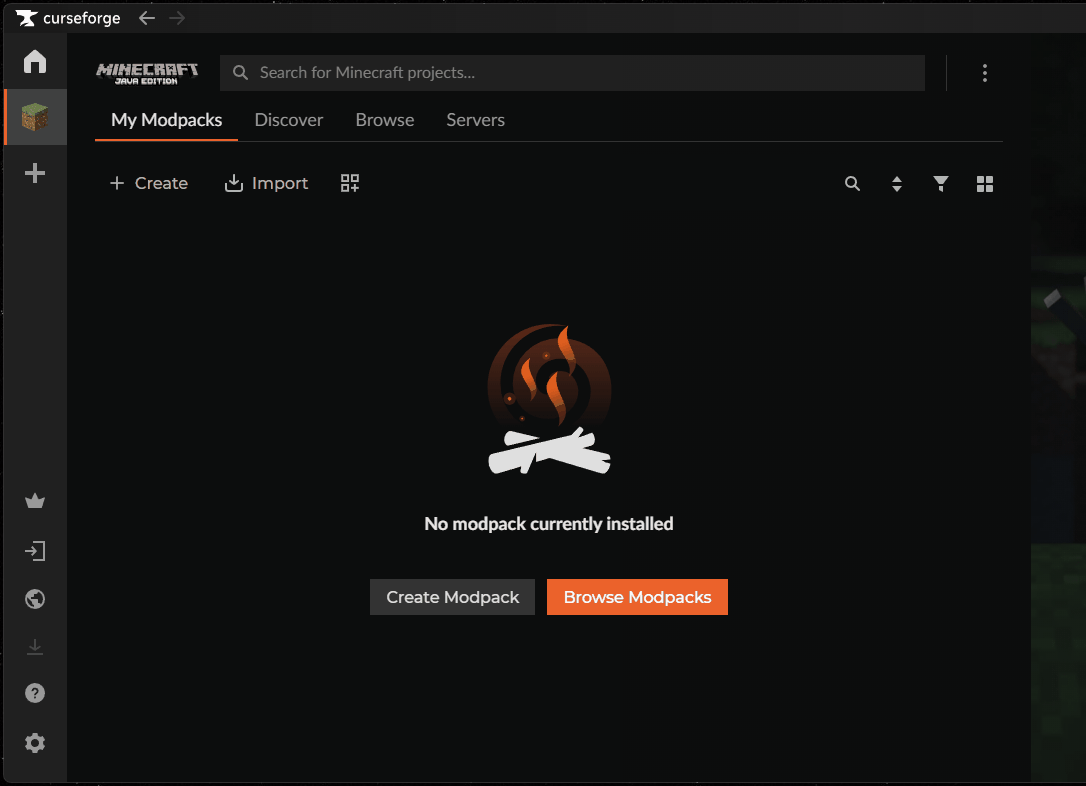 curseforge
MINECRAFT
JAVA EDITION
Search for Minecraft projects...
My Modpacks Discover Browse Servers
Create Import
No modpack currently installed
Create Modpack Browse Modpacks